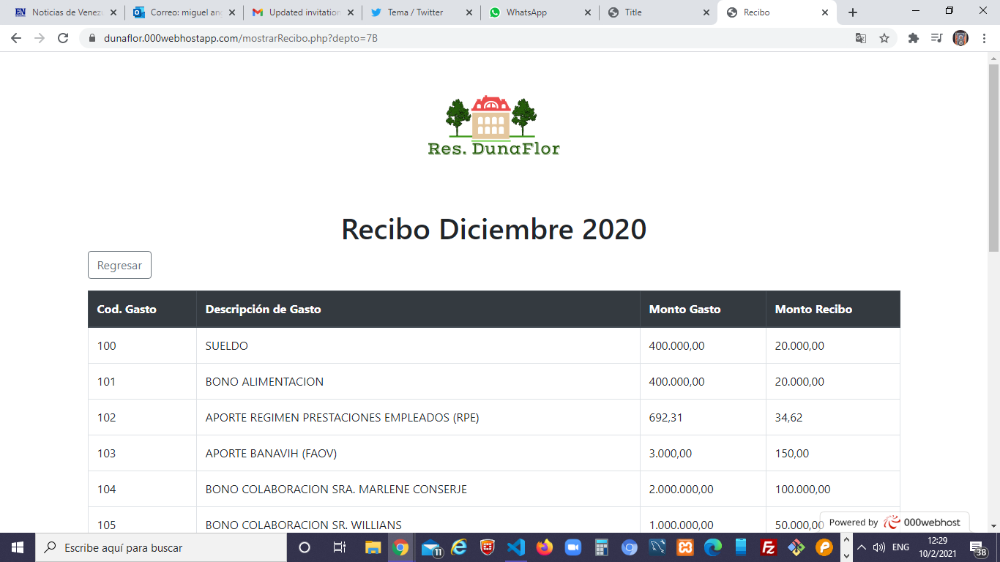 Noticias de Venezu
Correo: miguel ang
Updated invitation
Tema / Twitter
WhatsApp
Title
Recibo
dunaflor.000webhostapp.com/mostrarRecibo.php?depto=7B
Res. DunaFlor
Recibo Diciembre 2020
Regresar
Cod. Gasto Descripción de Gasto Monto Gasto Monto Recibo
100 SUELDO 400.000,00 20.000,00
101 BONO ALIMENTACION 400.000,00 20.000,00
102 APORTE REGIMEN PRESTACIONES EMPLEADOS (RPE) 692,31 34,62
103 APORTE BANAVIH (FAOV) 3.000,00 150,00
104 BONO COLABORACION SRA. MARLENE CONSERJE 2.000.000,00 100.000,00
105 BONO COLABORACION SR. WILLIANS 1.000.000,00 50.000,00
Powered by 000webhost
Escribe aquí para buscar
11
ENG
12:29
10/2/2021
38